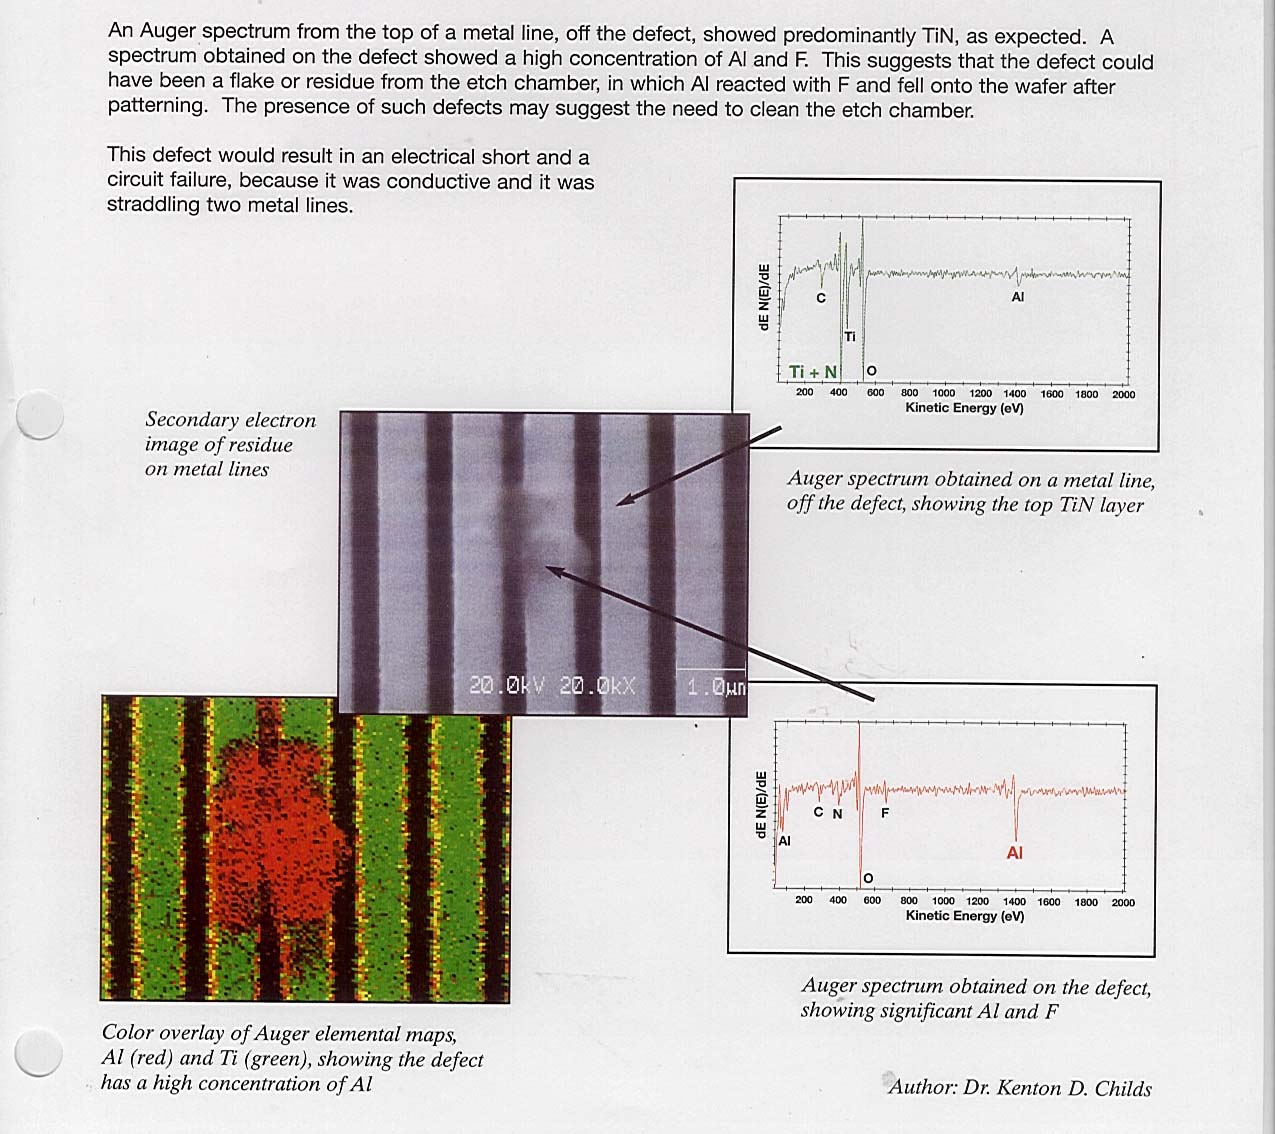 An Auger spectrum from the top of a metal line, off the defect, showed predominantly TiN, as expected.  A
spectrum obtained on the defect showed a high concentration of Al and F.  This suggests that the defect could
have been a flake or residue from the etch chamber, in which Al reacted with F and fell onto the wafer after
patterning.  The presence of such defects may suggest the need to clean the etch chamber.
This defect would result in an electrical short and a
circuit failure, because it was conductive and it was
straddling two metal lines.
dE N(E)/dE
C
Al
Ti
Ti + N
O
200 400 600 800 1000 1200 1400 1600 1800 2000
Kinetic Energy (eV)
Auger spectrum obtained on a metal line,
off the defect, showing the top TiN layer
Secondary electron
image of residue
on metal lines
20.0kV 20.0kX 1.0µm
dE N(E)/dE
C N F
Al
Al
O
200 400 600 800 1000 1200 1400 1600 1800 2000
Kinetic Energy (eV)
Auger spectrum obtained on the defect,
showing significant Al and F
Color overlay of Auger elemental maps,
Al (red) and Ti (green), showing the defect
has a high concentration of Al
Author: Dr. Kenton D. Childs